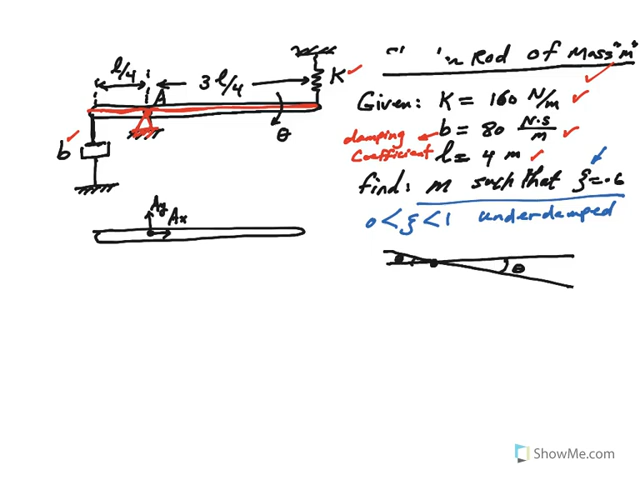 l/4
3 l/4
K
A
θ
b
Rod of Mass "m"
Given: K = 160 N/m
b = 80 N·s/m
damping coefficient
l = 4 m
find: m such that ξ = .6
0 < ξ < 1 underdamped
Ay
Ax
θ
θ
ShowMe.com